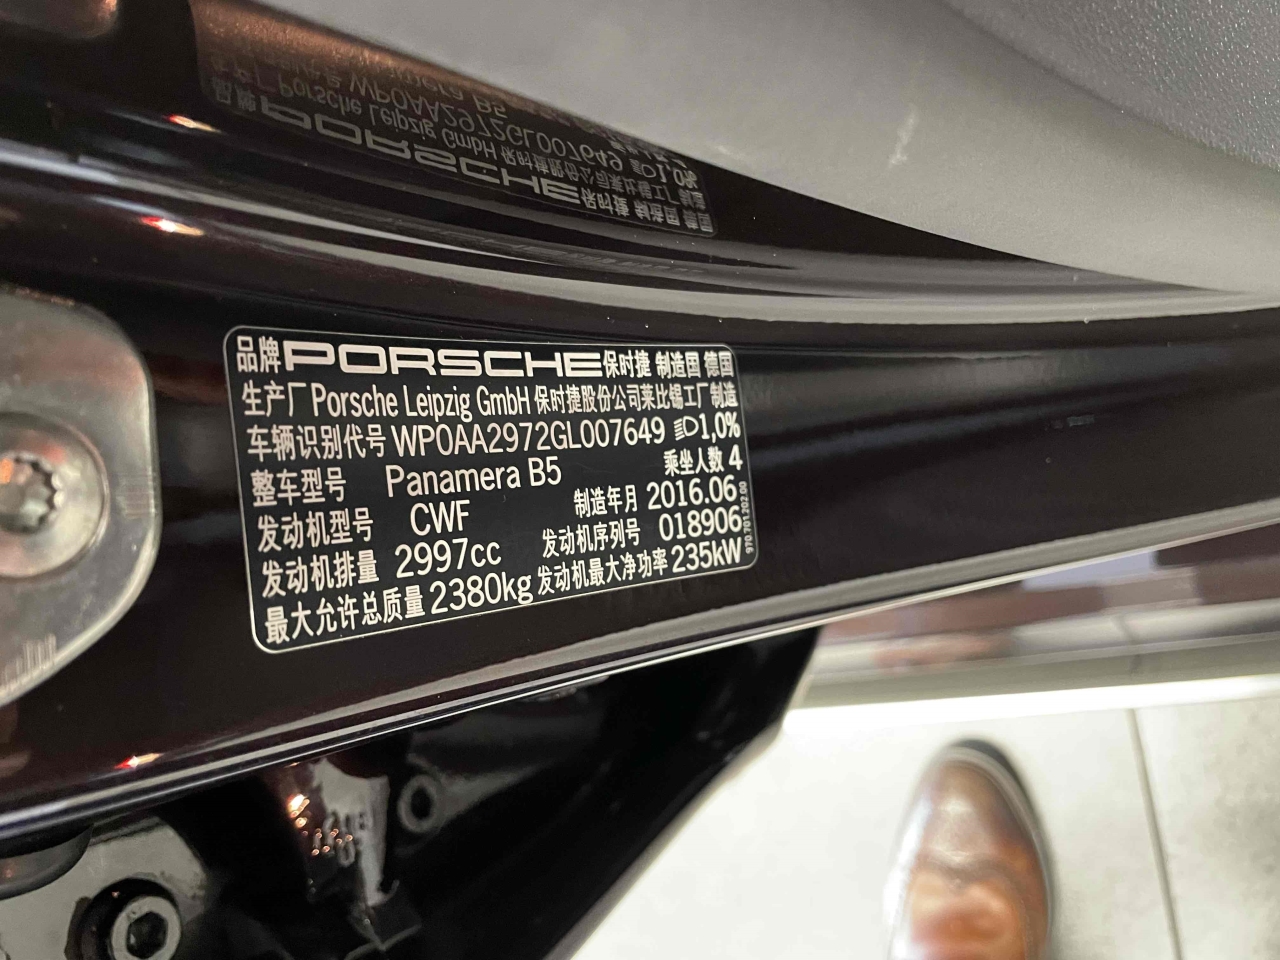 品牌 PORSCHE 保时捷 制造国 德国
生产厂 Porsche Leipzig GmbH 保时捷股份公司莱比锡工厂制造
车辆识别代号 WP0AA2972GL007649 1,0%
整车型号 Panamera B5 乘坐人数 4
发动机型号 CWF 制造年月 2016.06
发动机排量 2997cc 发动机序列号 018906
最大允许总质量 2380kg 发动机最大净功率 235kW
970.701.202.00